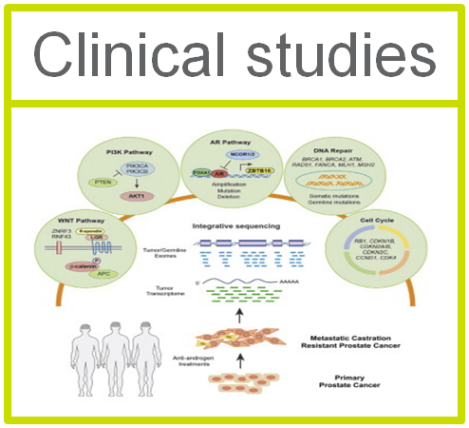 Clinical studies
PI3K Pathway
PIK3CA
PIK3CB
PTEN
AKT1
AR Pathway
NCOR1/2
FOXA1
AR
ZBTB16
Amplification
Mutation
Deletion
DNA Repair
BRCA1, BRCA2, ATM,
RAD51, FANCA, MLH1, MSH2
Somatic mutations
Germline mutations
WNT Pathway
ZNRF3
RNF43
R-spondin
LGR
P
β-catenin
APC
Cell Cycle
RB1, CDKN1B,
CDKN2A/B,
CDKN2C,
CCND1, CDK4
Integrative sequencing
Tumor/Germline
Exomes
Tumor
Transcriptome
AAAAA
Anti-androgen
treatments
Metastatic Castration
Resistant Prostate Cancer
Primary
Prostate Cancer